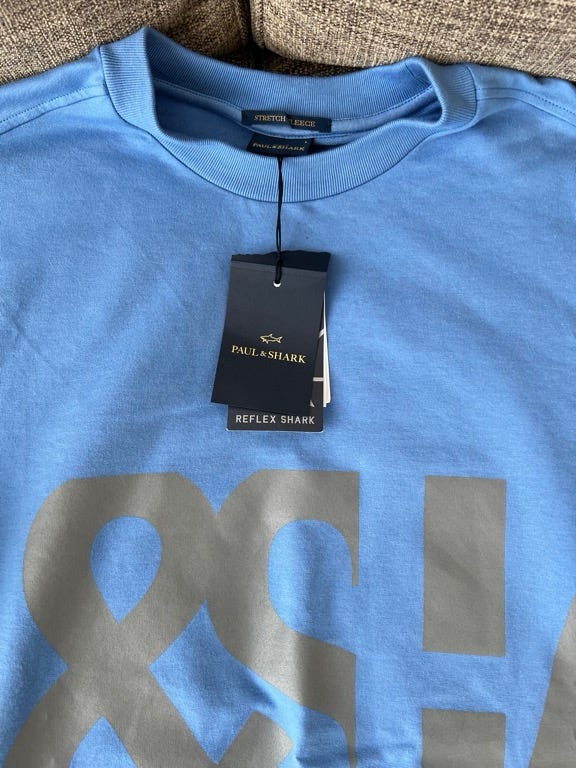 STRETCH FLEECE
PAUL&SHARK
PAUL & SHARK
REFLEX SHARK
&SH